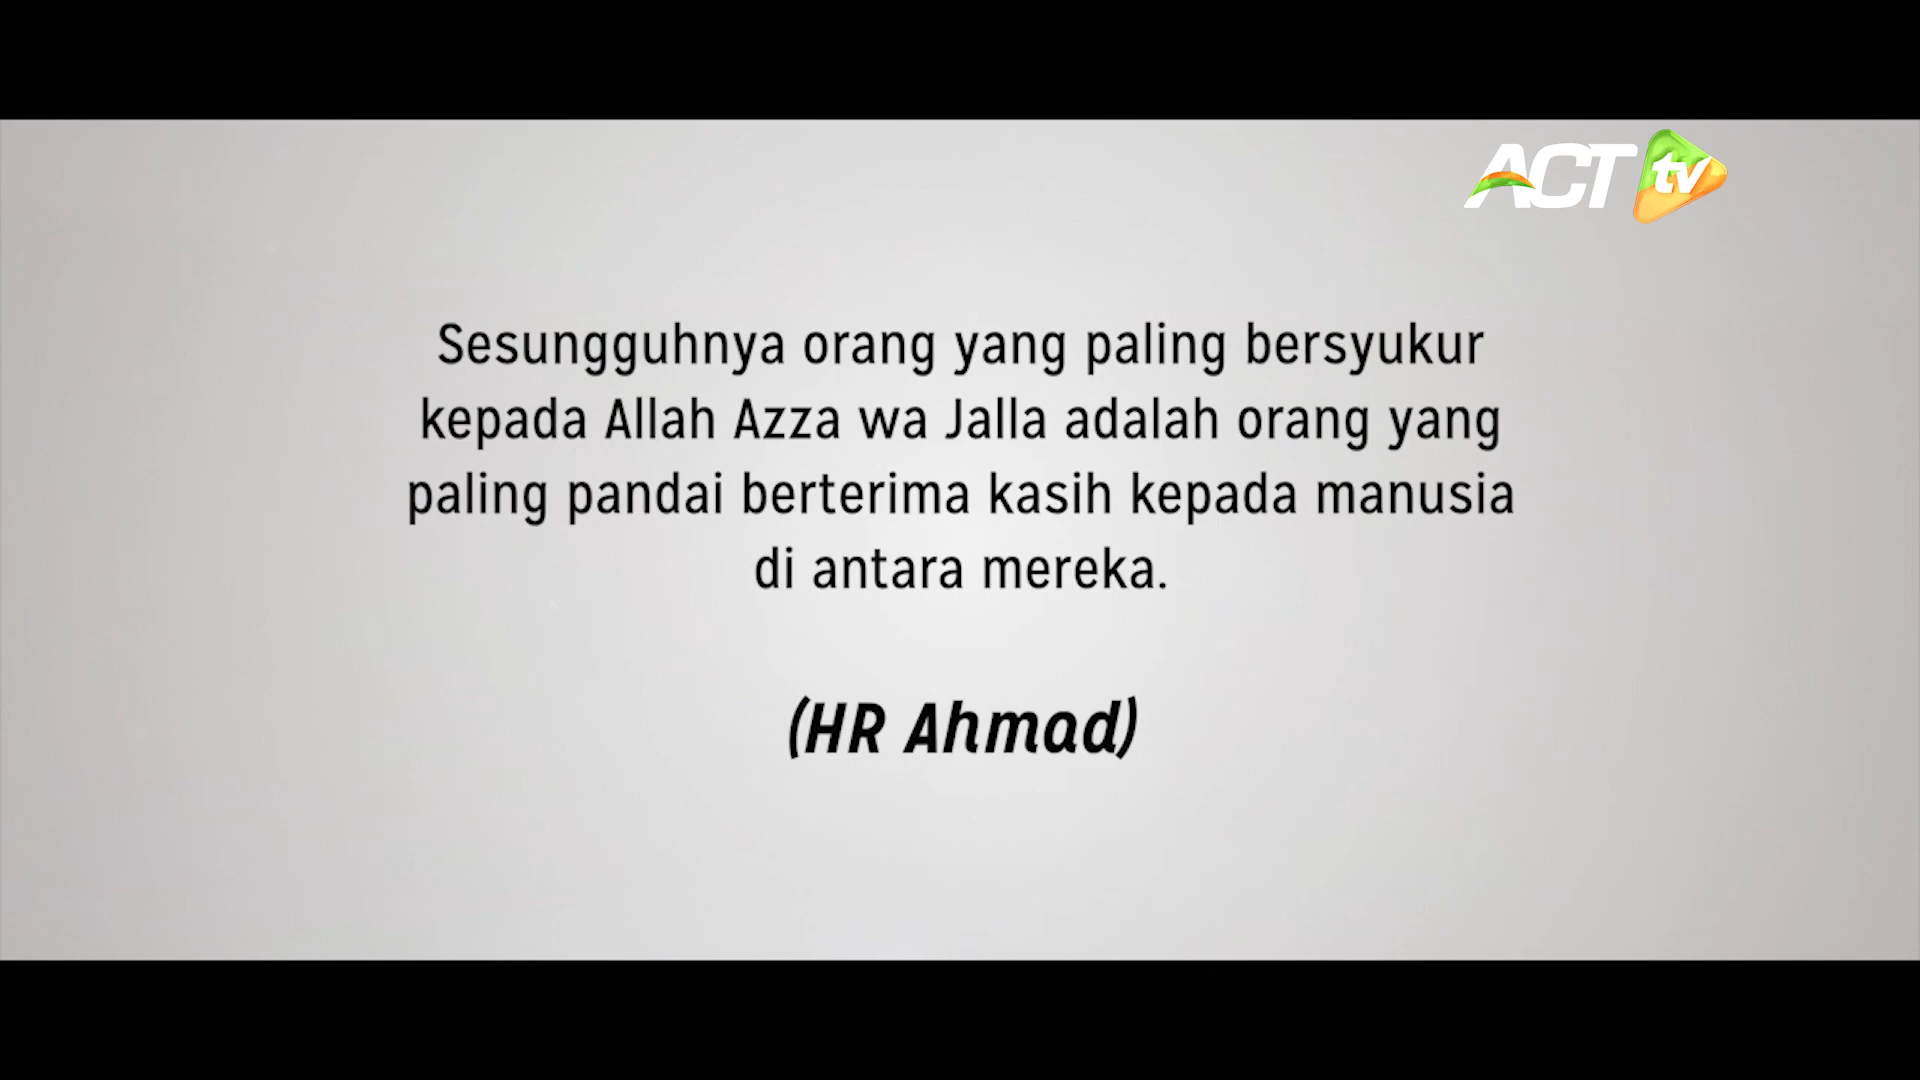 ACT tv
Sesungguhnya orang yang paling bersyukur
kepada Allah Azza wa Jalla adalah orang yang
paling pandai berterima kasih kepada manusia
di antara mereka.
(HR Ahmad)